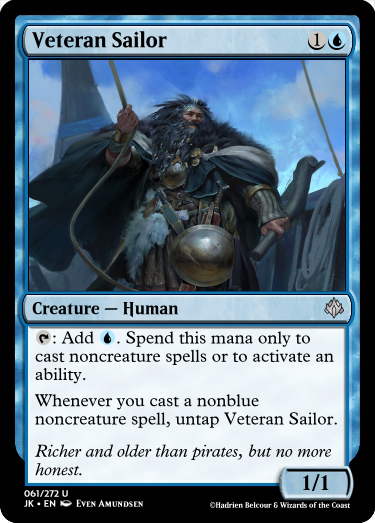 Veteran Sailor 1
Creature — Human
: Add . Spend this mana only to
cast noncreature spells or to activate an
ability.
Whenever you cast a nonblue
noncreature spell, untap Veteran Sailor.
Richer and older than pirates, but no more
honest.
1/1
061/272 U
JK • EN Even Amundsen
©Hadrien Belcour & Wizards of the Coast